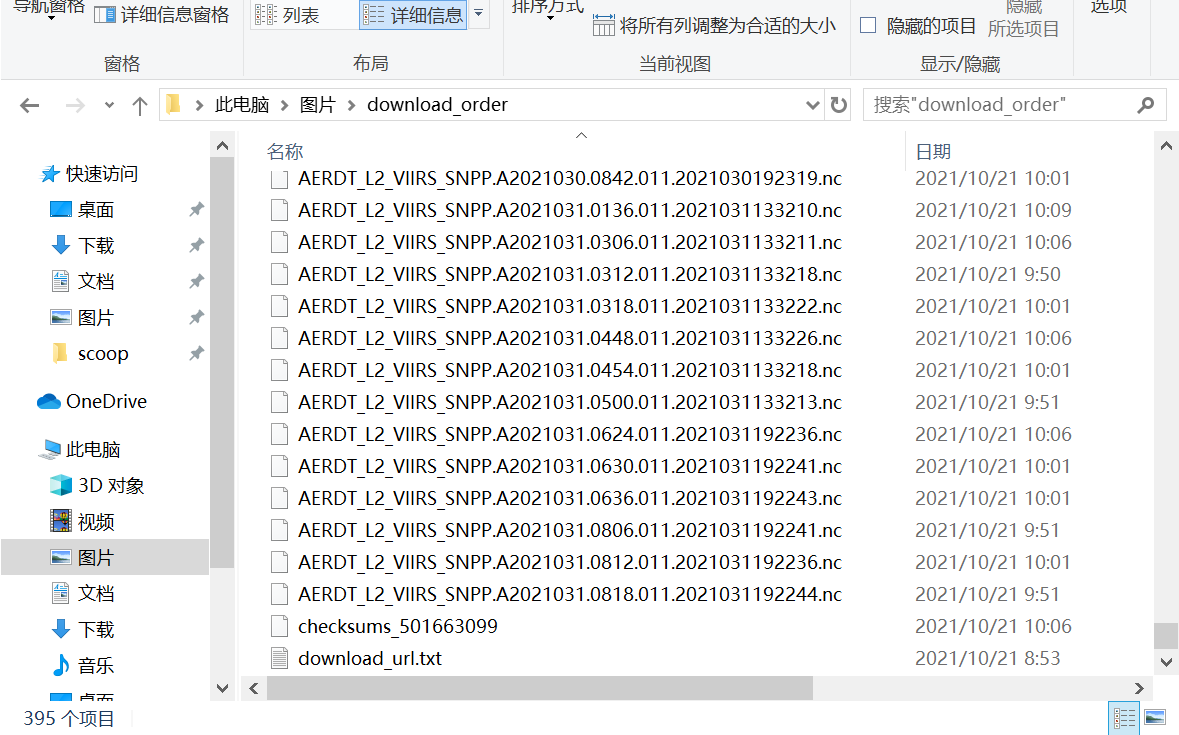 导航窗格
详细信息窗格
列表
详细信息
排序方式
将所有列调整为合适的大小
隐藏的项目
隐藏
所选项目
选项
窗格
布局
当前视图
显示/隐藏
此电脑 图片 download_order
搜索"download_order"
快速访问
桌面
下载
文档
图片
scoop
OneDrive
此电脑
3D 对象
视频
图片
文档
下载
音乐
桌面
名称 日期
AERDT_L2_VIIRS_SNPP.A2021030.0842.011.2021030192319.nc 2021/10/21 10:01
AERDT_L2_VIIRS_SNPP.A2021031.0136.011.2021031133210.nc 2021/10/21 10:09
AERDT_L2_VIIRS_SNPP.A2021031.0306.011.2021031133211.nc 2021/10/21 10:06
AERDT_L2_VIIRS_SNPP.A2021031.0312.011.2021031133218.nc 2021/10/21 9:50
AERDT_L2_VIIRS_SNPP.A2021031.0318.011.2021031133222.nc 2021/10/21 10:01
AERDT_L2_VIIRS_SNPP.A2021031.0448.011.2021031133226.nc 2021/10/21 10:06
AERDT_L2_VIIRS_SNPP.A2021031.0454.011.2021031133218.nc 2021/10/21 10:01
AERDT_L2_VIIRS_SNPP.A2021031.0500.011.2021031133213.nc 2021/10/21 9:51
AERDT_L2_VIIRS_SNPP.A2021031.0624.011.2021031192236.nc 2021/10/21 10:06
AERDT_L2_VIIRS_SNPP.A2021031.0630.011.2021031192241.nc 2021/10/21 10:01
AERDT_L2_VIIRS_SNPP.A2021031.0636.011.2021031192243.nc 2021/10/21 10:01
AERDT_L2_VIIRS_SNPP.A2021031.0806.011.2021031192241.nc 2021/10/21 9:51
AERDT_L2_VIIRS_SNPP.A2021031.0812.011.2021031192236.nc 2021/10/21 10:01
AERDT_L2_VIIRS_SNPP.A2021031.0818.011.2021031192244.nc 2021/10/21 9:51
checksums_501663099 2021/10/21 10:06
download_url.txt 2021/10/21 8:53
395 个项目